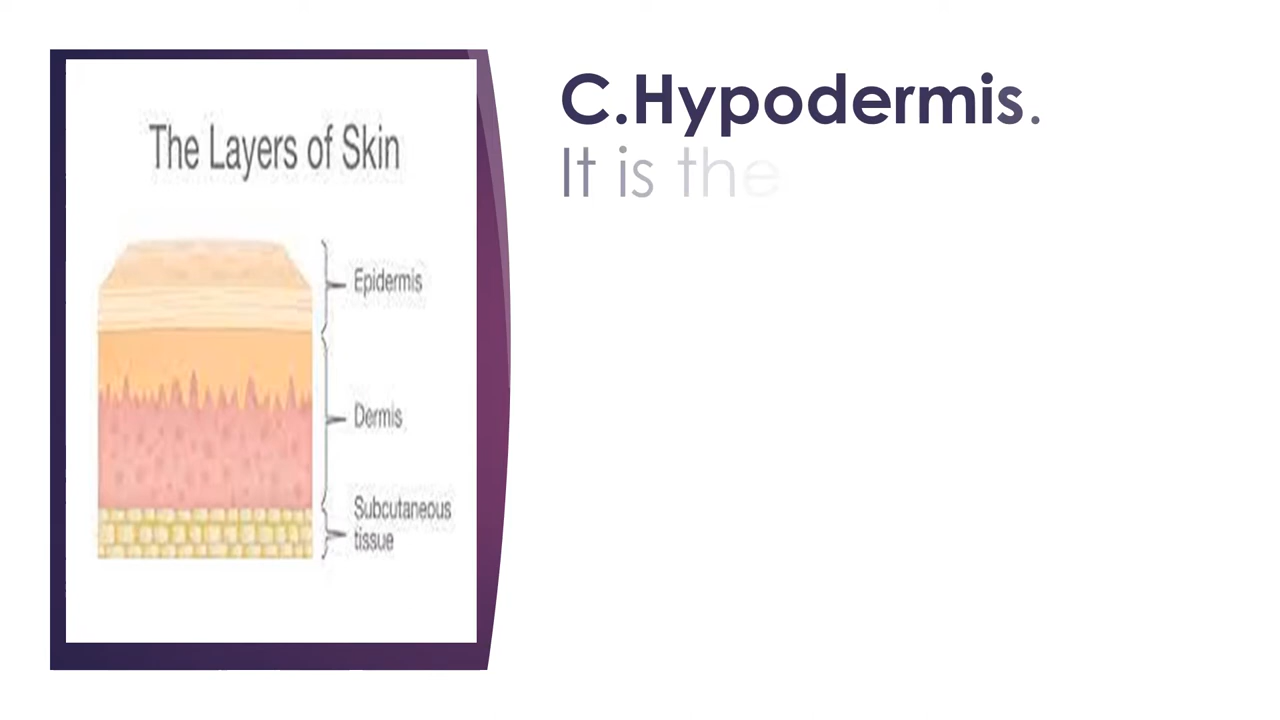 The Layers of Skin
Epidermis
Dermis
Subcutaneous
tissue
C.Hypodermis.
It is the